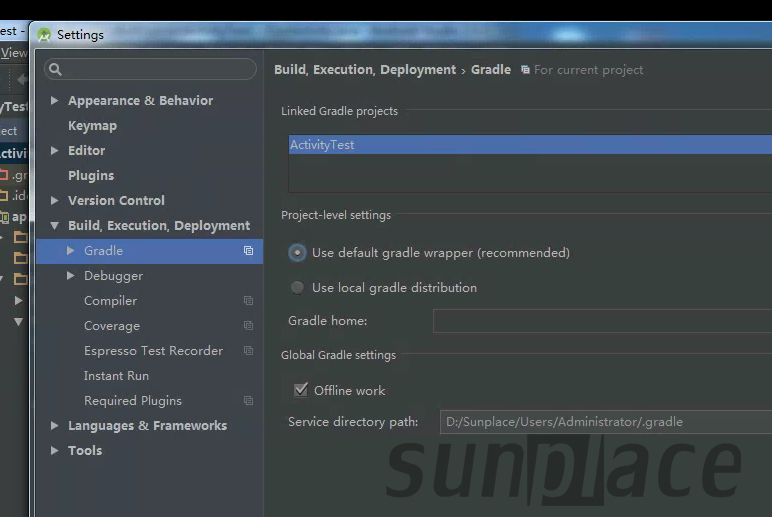 est -
Settings
View
Build, Execution, Deployment › Gradle For current project
Appearance & Behavior
Keymap
Editor
Plugins
Version Control
Build, Execution, Deployment
Gradle
Debugger
Compiler
Coverage
Espresso Test Recorder
Instant Run
Required Plugins
Languages & Frameworks
Tools
Linked Gradle projects
ActivityTest
Project-level settings
Use default gradle wrapper (recommended)
Use local gradle distribution
Gradle home:
Global Gradle settings
Offline work
Service directory path: D:/Sunplace/Users/Administrator/.gradle
sunplace
yTes
ect
ctivi
.gr
.id
ap